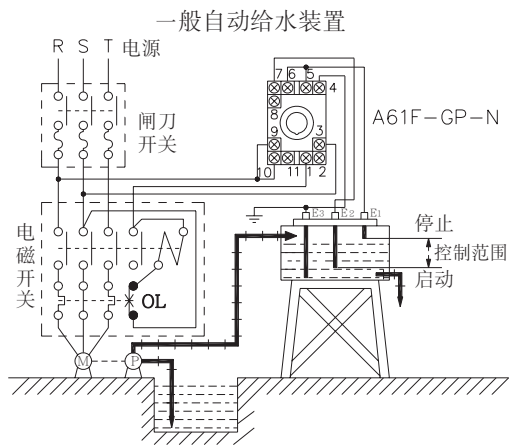 一般自动给水装置
R S T 电源
7 6 5 4
8
A61F-GP-N
闸刀
开关
9 3
10 11 1 2
E3 E2 E1
停止
控制范围
启动
电磁开关
OL
M P